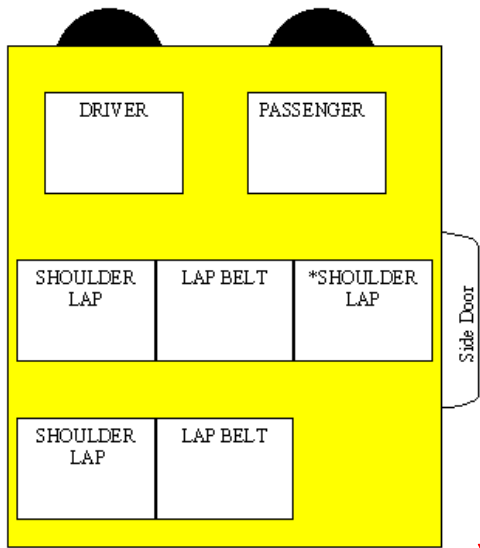 DRIVER
PASSENGER
SHOULDER
LAP
LAP BELT
*SHOULDER
LAP
Side Door
SHOULDER
LAP
LAP BELT